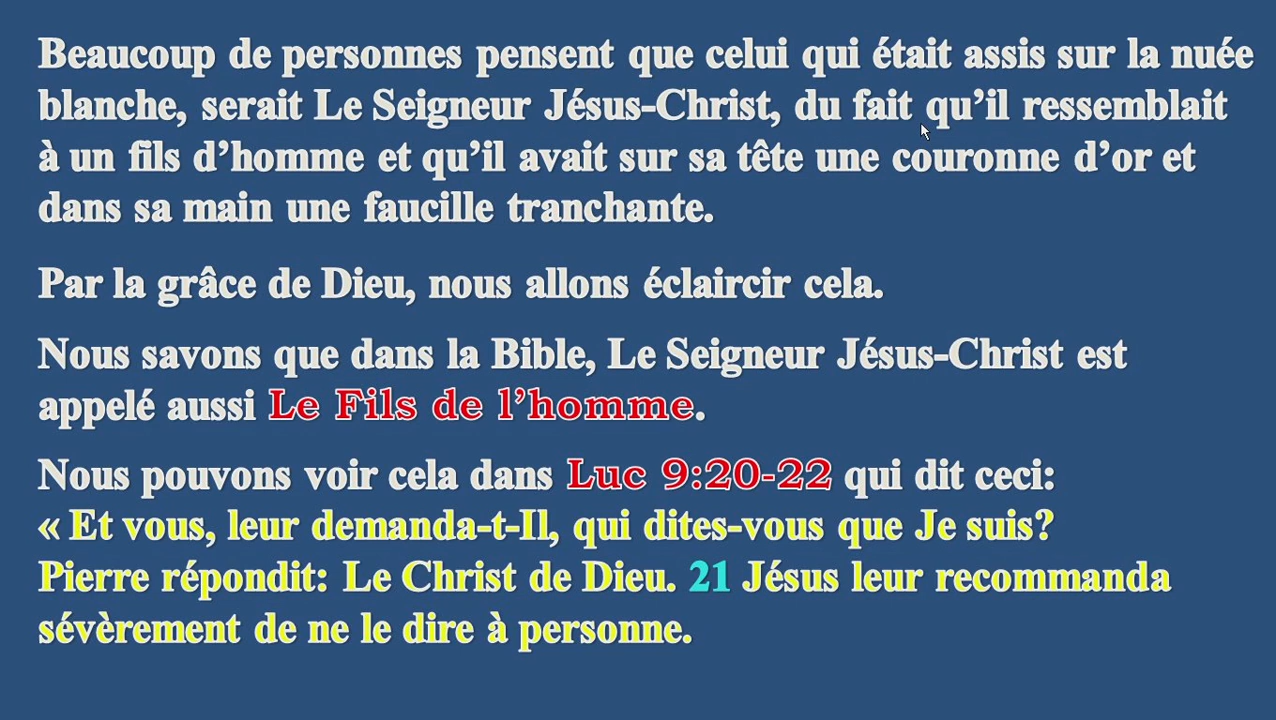 Beaucoup de personnes pensent que celui qui était assis sur la nuée
blanche, serait Le Seigneur Jésus-Christ, du fait qu’il ressemblait
à un fils d’homme et qu’il avait sur sa tête une couronne d’or et
dans sa main une faucille tranchante.
Par la grâce de Dieu, nous allons éclaircir cela.
Nous savons que dans la Bible, Le Seigneur Jésus-Christ est
appelé aussi Le Fils de l’homme.
Nous pouvons voir cela dans Luc 9:20-22 qui dit ceci:
« Et vous, leur demanda-t-Il, qui dites-vous que Je suis?
Pierre répondit: Le Christ de Dieu. 21 Jésus leur recommanda
sévèrement de ne le dire à personne.